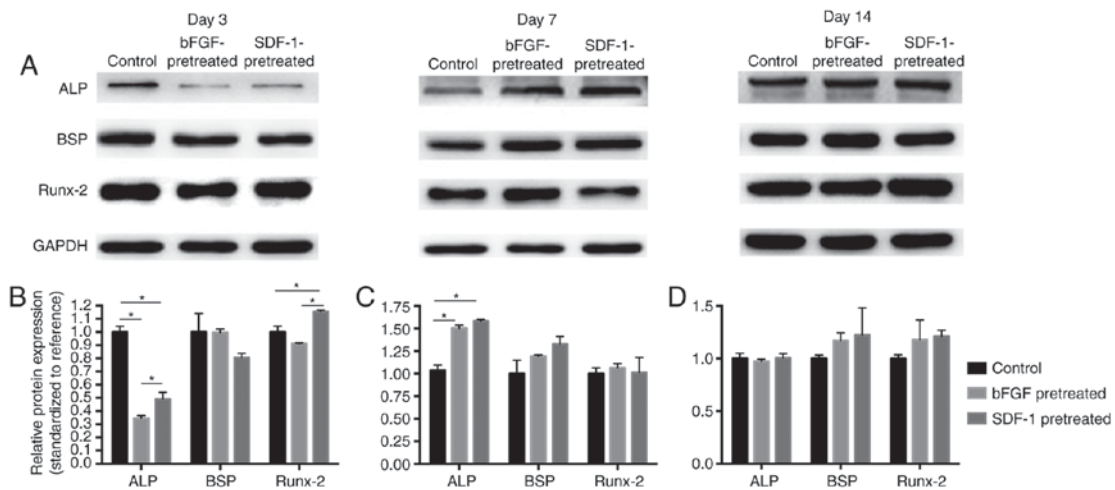 Day 3
Day 7
Day 14
A
Control
bFGF-
pretreated
SDF-1-
pretreated
Control
bFGF-
pretreated
SDF-1-
pretreated
Control
bFGF-
pretreated
SDF-1-
pretreated
ALP
BSP
Runx-2
GAPDH
B
Relative protein expression
(standardized to reference)
1.2
1.1
1.0
0.9
0.8
0.7
0.6
0.5
0.4
0.3
0.2
0.1
0.0
* * * * *
ALP BSP Runx-2
C
1.75
1.50
1.25
1.00
0.75
0.50
0.25
0.00
* *
ALP BSP Runx-2
D
1.5
1.0
0.5
0.0
ALP BSP Runx-2
Control
bFGF pretreated
SDF-1 pretreated